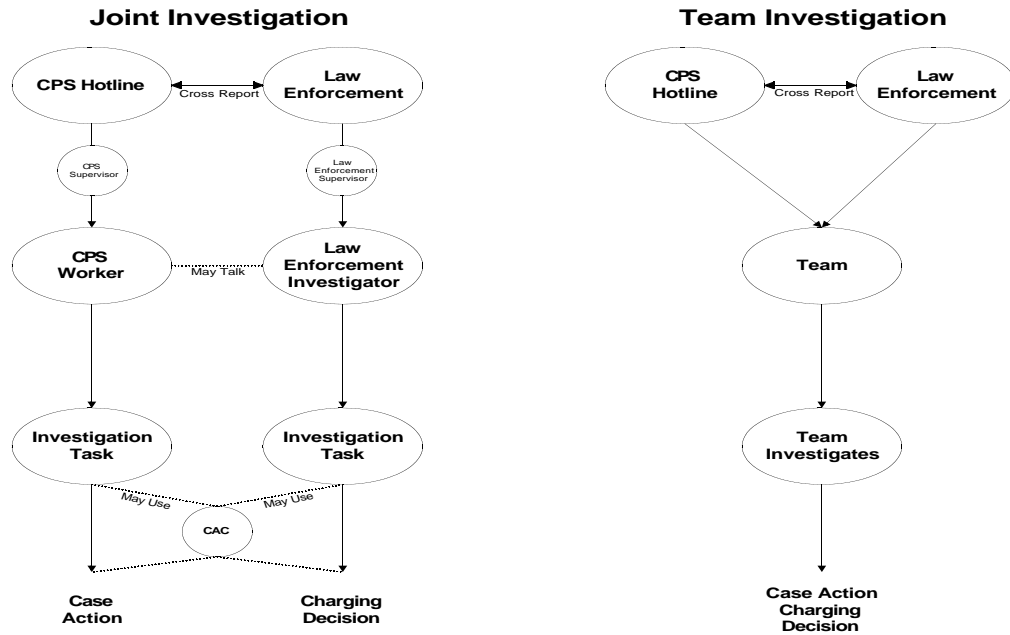 Joint Investigation
CPS Hotline
Cross Report
Law
Enforcement
CPS
Supervisor
Law
Enforcement
Supervisor
CPS
Worker
May Talk
Law
Enforcement
Investigator
Investigation
Task
Investigation
Task
May Use
May Use
CAC
Case
Action
Charging
Decision
Team Investigation
CPS
Hotline
Cross Report
Law
Enforcement
Team
Team
Investigates
Case Action
Charging
Decision